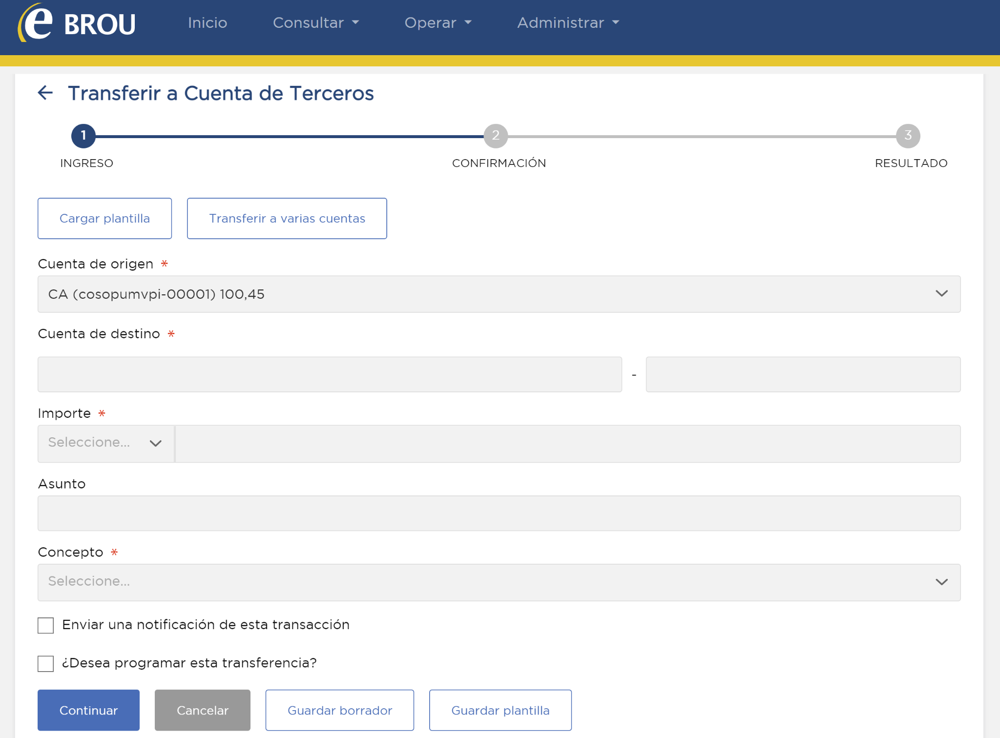 e BROU
Inicio Consultar Operar Administrar
Transferir a Cuenta de Terceros
1 2 3
INGRESO CONFIRMACIÓN RESULTADO
Cargar plantilla Transferir a varias cuentas
Cuenta de origen *
CA (cosopumvpi-00001) 100,45
Cuenta de destino *
-
Importe *
Seleccione...
Asunto
Concepto *
Seleccione...
Enviar una notificación de esta transacción
¿Desea programar esta transferencia?
Continuar Cancelar Guardar borrador Guardar plantilla